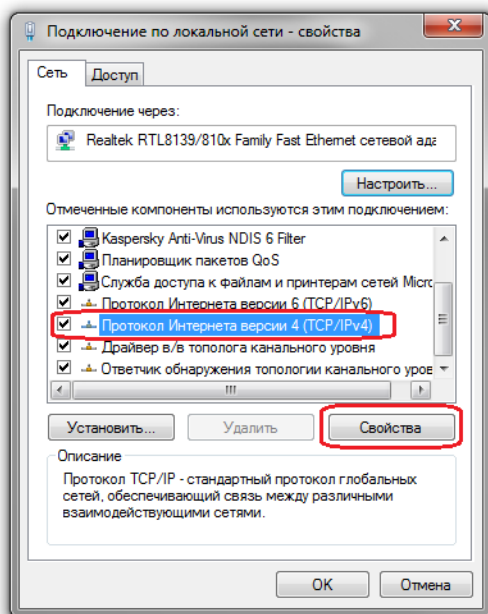 Подключение по локальной сети - свойства
Сеть
Доступ
Подключение через:
Realtek RTL8139/810x Family Fast Ethernet сетевой ада
Настроить...
Отмеченные компоненты используются этим подключением:
Kaspersky Anti-Virus NDIS 6 Filter
Планировщик пакетов QoS
Служба доступа к файлам и принтерам сетей Micro
Протокол Интернета версии 6 (TCP/IPv6)
Протокол Интернета версии 4 (TCP/IPv4)
Драйвер в/в тополога канального уровня
Ответчик обнаружения топологии канального уров
Установить...
Удалить
Свойства
Описание
Протокол TCP/IP - стандартный протокол глобальных
сетей, обеспечивающий связь между различными
взаимодействующими сетями.
OK
Отмена